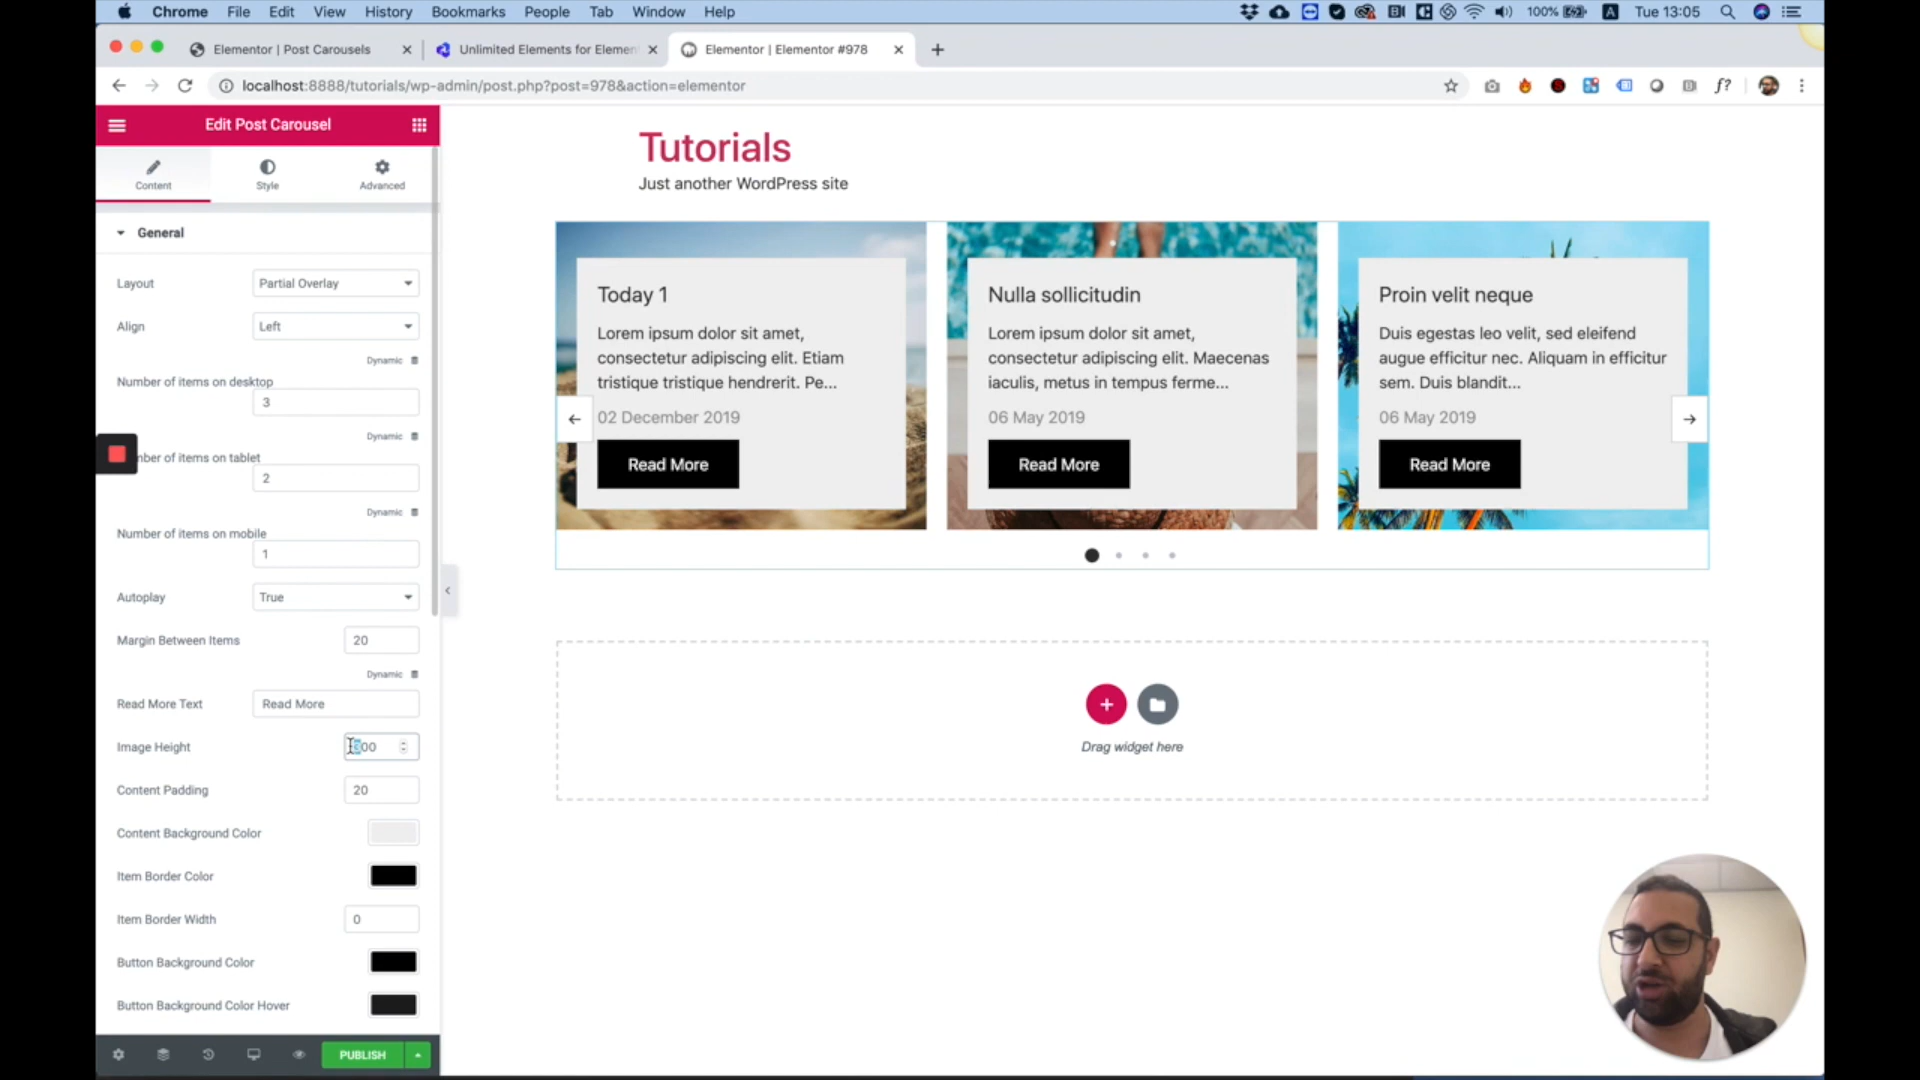 Chrome File Edit View History Bookmarks People Tab Window Help
100% A Tue 13:05
Elementor | Post Carousels
Unlimited Elements for Elemen
Elementor | Elementor #978
localhost:8888/tutorials/wp-admin/post.php?post=978&action=elementor
f?
Edit Post Carousel
Content
Style
Advanced
General
Layout
Partial Overlay
Align
Left
Dynamic
Number of items on desktop
3
Dynamic
mber of items on tablet
2
Dynamic
Number of items on mobile
1
Autoplay
True
Margin Between Items
20
Dynamic
Read More Text
Read More
Image Height
300
Content Padding
20
Content Background Color
Item Border Color
Item Border Width
0
Button Background Color
Button Background Color Hover
PUBLISH
Tutorials
Just another WordPress site
Today 1
Lorem ipsum dolor sit amet,
consectetur adipiscing elit. Etiam
tristique tristique hendrerit. Pe...
02 December 2019
Read More
Nulla sollicitudin
Lorem ipsum dolor sit amet,
consectetur adipiscing elit. Maecenas
iaculis, metus in tempus ferme...
06 May 2019
Read More
Proin velit neque
Duis egestas leo velit, sed eleifend
augue efficitur nec. Aliquam in efficitur
sem. Duis blandit...
06 May 2019
Read More
Drag widget here